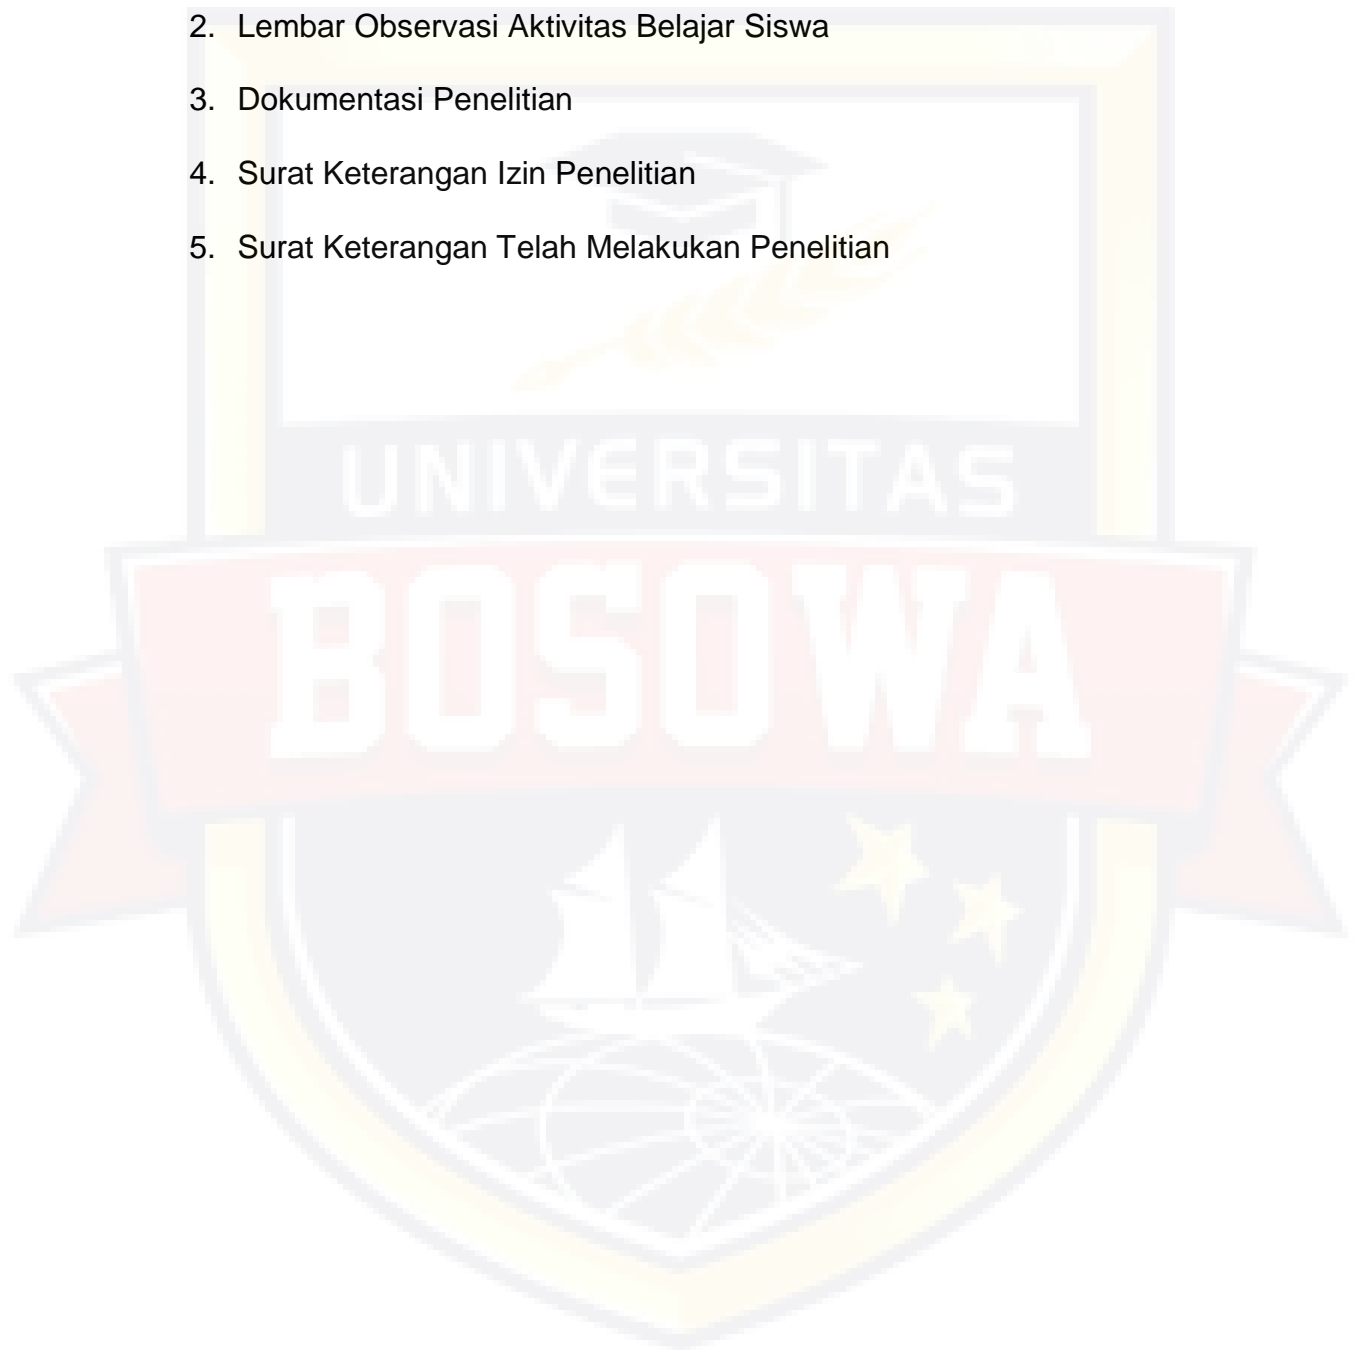 2. Lembar Observasi Aktivitas Belajar Siswa
3. Dokumentasi Penelitian
4. Surat Keterangan Izin Penelitian
5. Surat Keterangan Telah Melakukan Penelitian
UNIVERSITAS
BOSOWA